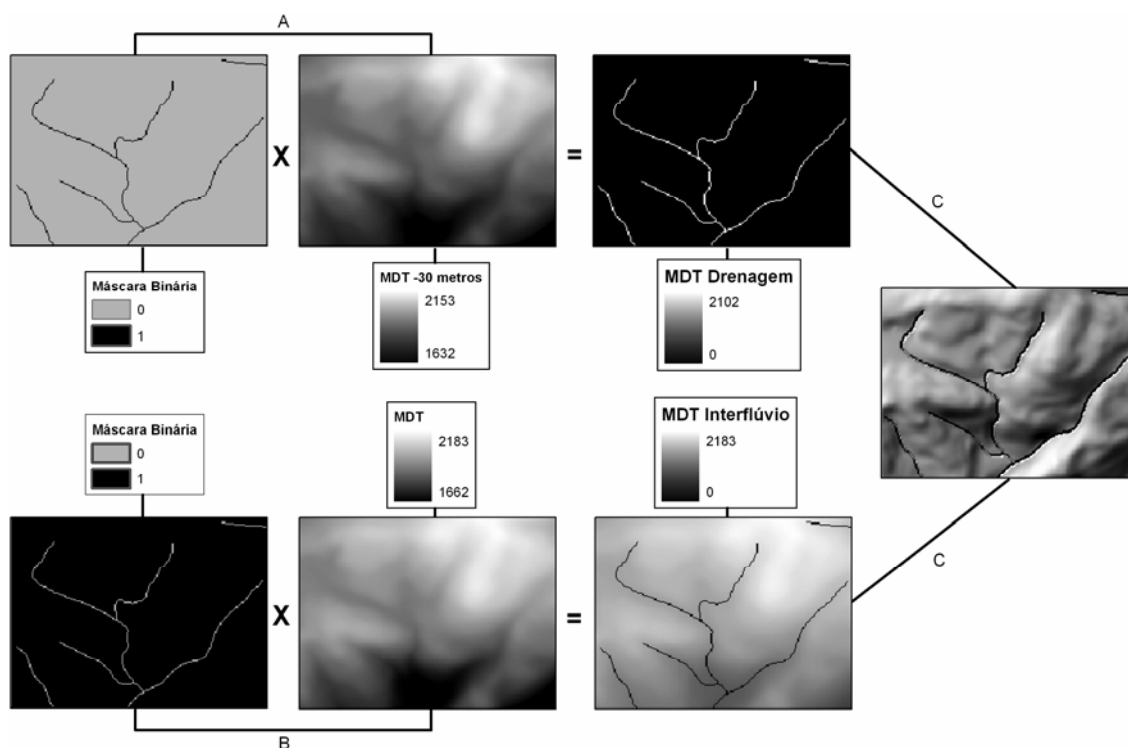 A
X
=
C
Máscara Binária
0
1
MDT -30 metros
2153
1632
MDT Drenagem
2102
0
Máscara Binária
0
1
MDT
2183
1662
MDT Interflúvio
2183
0
X
=
C
B